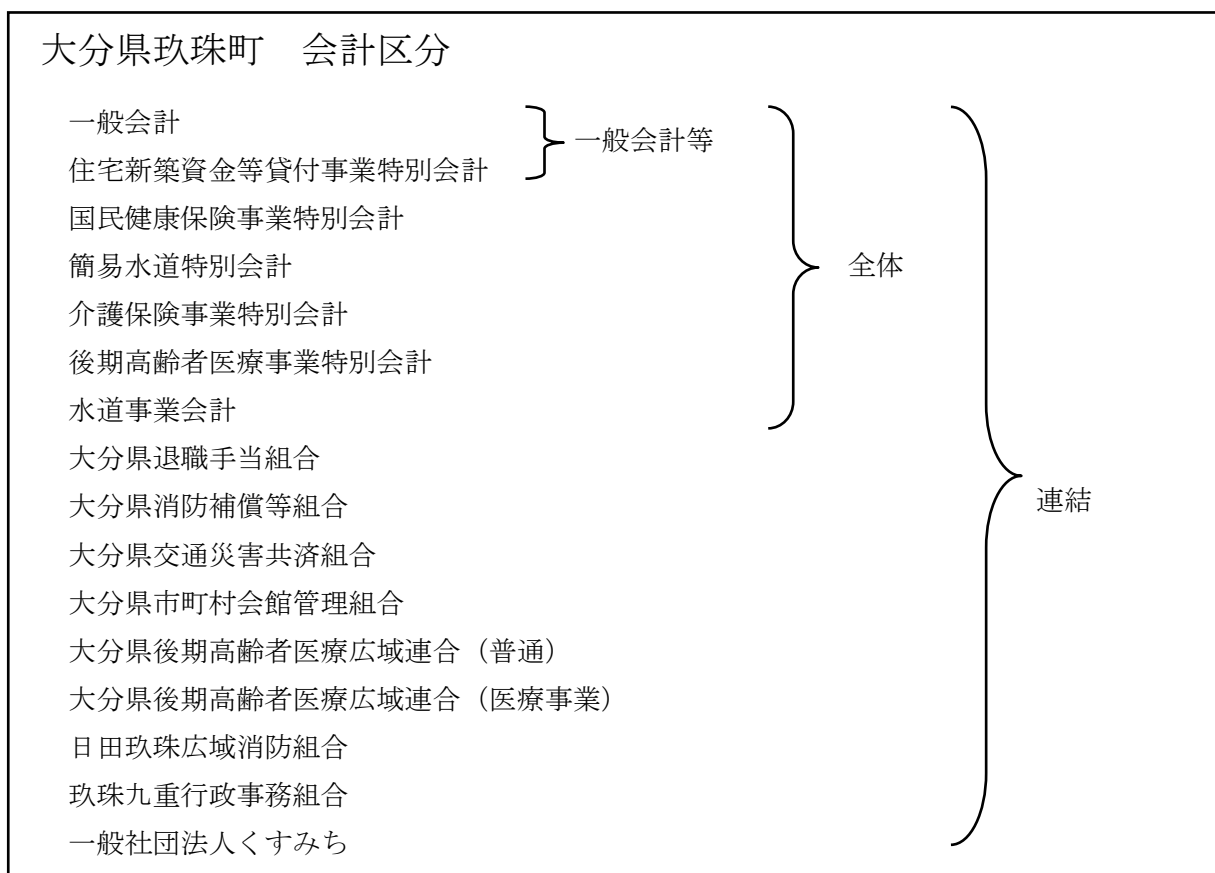 大分県玖珠町　会計区分
一般会計
一般会計等
住宅新築資金等貸付事業特別会計
国民健康保険事業特別会計
簡易水道特別会計
全体
介護保険事業特別会計
後期高齢者医療事業特別会計
水道事業会計
大分県退職手当組合
大分県消防補償等組合
連結
大分県交通災害共済組合
大分県市町村会館管理組合
大分県後期高齢者医療広域連合（普通）
大分県後期高齢者医療広域連合（医療事業）
日田玖珠広域消防組合
玖珠九重行政事務組合
一般社団法人くすみち